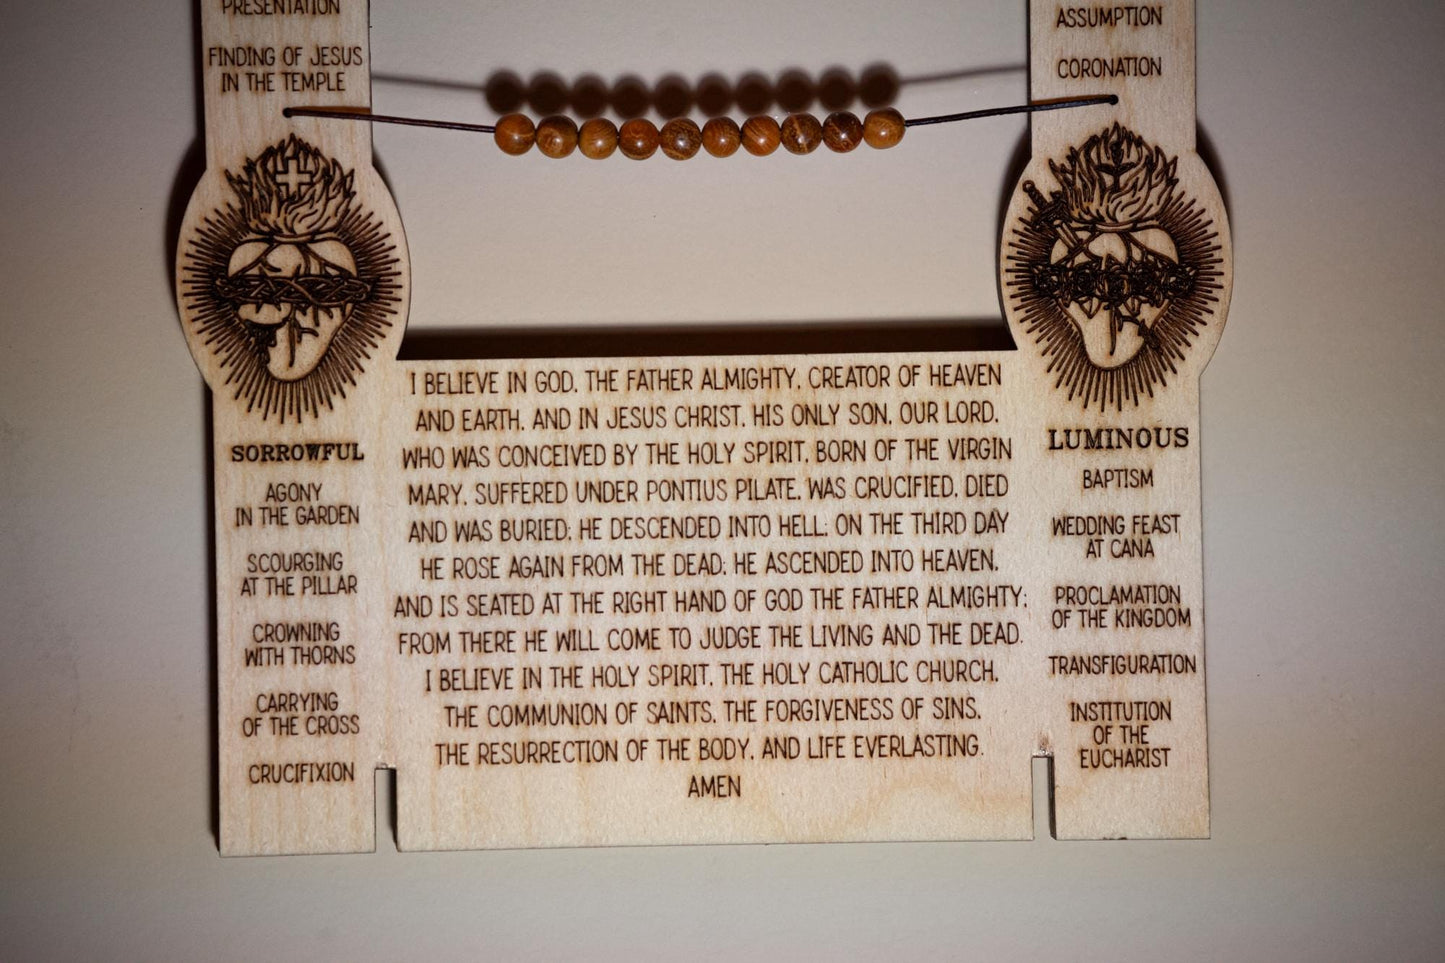 PRESENTATION
FINDING OF JESUS
IN THE TEMPLE
SORROWFUL
AGONY
IN THE GARDEN
SCOURGING
AT THE PILLAR
CROWNING
WITH THORNS
CARRYING
OF THE CROSS
CRUCIFIXION
I BELIEVE IN GOD, THE FATHER ALMIGHTY, CREATOR OF HEAVEN
AND EARTH, AND IN JESUS CHRIST, HIS ONLY SON, OUR LORD,
WHO WAS CONCEIVED BY THE HOLY SPIRIT, BORN OF THE VIRGIN
MARY, SUFFERED UNDER PONTIUS PILATE, WAS CRUCIFIED, DIED
AND WAS BURIED; HE DESCENDED INTO HELL; ON THE THIRD DAY
HE ROSE AGAIN FROM THE DEAD; HE ASCENDED INTO HEAVEN,
AND IS SEATED AT THE RIGHT HAND OF GOD THE FATHER ALMIGHTY;
FROM THERE HE WILL COME TO JUDGE THE LIVING AND THE DEAD.
I BELIEVE IN THE HOLY SPIRIT, THE HOLY CATHOLIC CHURCH,
THE COMMUNION OF SAINTS, THE FORGIVENESS OF SINS,
THE RESURRECTION OF THE BODY, AND LIFE EVERLASTING.
AMEN
ASSUMPTION
CORONATION
LUMINOUS
BAPTISM
WEDDING FEAST
AT CANA
PROCLAMATION
OF THE KINGDOM
TRANSFIGURATION
INSTITUTION
OF THE
EUCHARIST